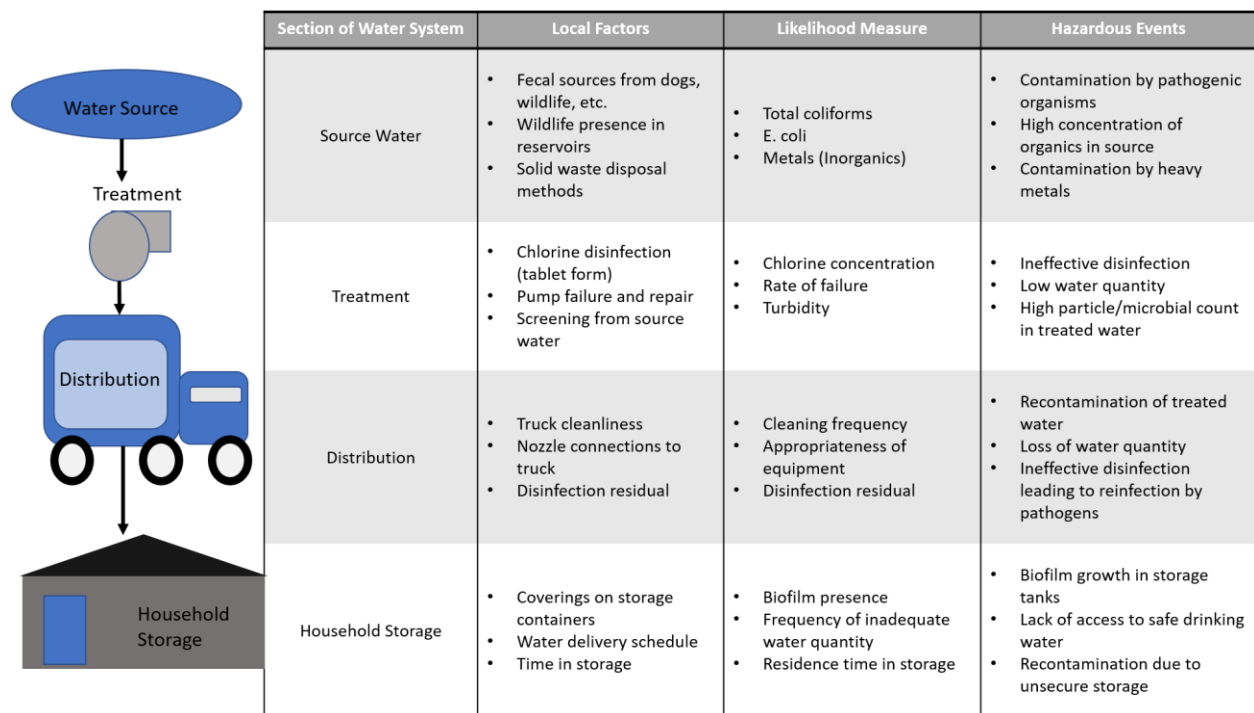 Section of Water System
Local Factors
Likelihood Measure
Hazardous Events
Water Source
Treatment
Distribution
Household
Storage
Source Water
• Fecal sources from dogs,
wildlife, etc.
• Wildlife presence in
reservoirs
• Solid waste disposal
methods
• Total coliforms
• E. coli
• Metals (Inorganics)
• Contamination by pathogenic
organisms
• High concentration of
organics in source
• Contamination by heavy
metals
Treatment
• Chlorine disinfection
(tablet form)
• Pump failure and repair
• Screening from source
water
• Chlorine concentration
• Rate of failure
• Turbidity
• Ineffective disinfection
• Low water quantity
• High particle/microbial count
in treated water
Distribution
• Truck cleanliness
• Nozzle connections to
truck
• Disinfection residual
• Cleaning frequency
• Appropriateness of
equipment
• Disinfection residual
• Recontamination of treated
water
• Loss of water quantity
• Ineffective disinfection
leading to reinfection by
pathogens
Household Storage
• Coverings on storage
containers
• Water delivery schedule
• Time in storage
• Biofilm presence
• Frequency of inadequate
water quantity
• Residence time in storage
• Biofilm growth in storage
tanks
• Lack of access to safe drinking
water
• Recontamination due to
unsecure storage